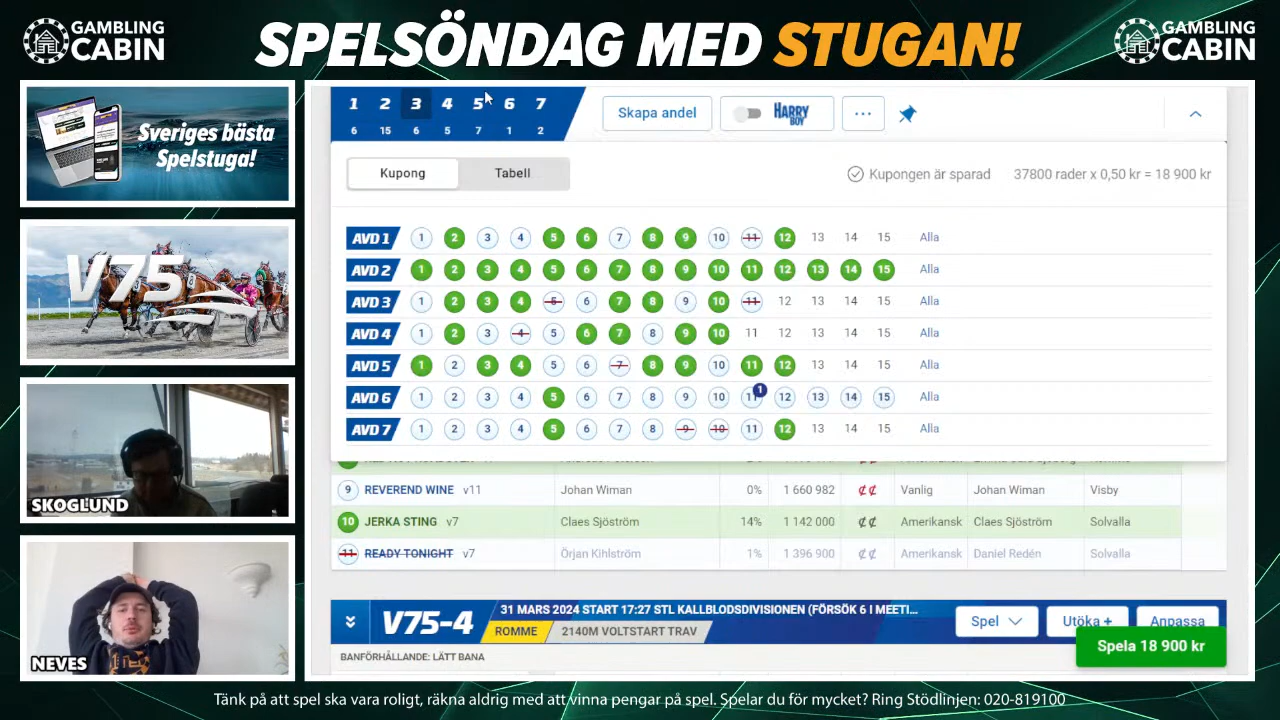 GAMBLING CABIN
SPELSÖNDAG MED STUGAN!
GAMBLING CABIN
Sveriges bästa
Spelstuga!
V75
SKOGLUND
NEVES
1 2 3 4 5 6 7
6 15 6 5 7 1 2
Skapa andel
HARRY BOY
...
Kupong Tabell
Kupongen är sparad 37800 rader x 0,50 kr = 18 900 kr
AVD 1 1 2 3 4 5 6 7 8 9 10 11 12 13 14 15 Alla
AVD 2 1 2 3 4 5 6 7 8 9 10 11 12 13 14 15 Alla
AVD 3 1 2 3 4 5 6 7 8 9 10 11 12 13 14 15 Alla
AVD 4 1 2 3 4 5 6 7 8 9 10 11 12 13 14 15 Alla
AVD 5 1 2 3 4 5 6 7 8 9 10 11 12 13 14 15 Alla
AVD 6 1 2 3 4 5 6 7 8 9 10 11 1 12 13 14 15 Alla
AVD 7 1 2 3 4 5 6 7 8 9 10 11 12 13 14 15 Alla
9 REVEREND WINE v11 Johan Wiman 0% 1 660 982 ¢¢ Vanlig Johan Wiman Visby
10 JERKA STING v7 Claes Sjöström 14% 1 142 000 ¢¢ Amerikansk Claes Sjöström Solvalla
11 READY TONIGHT v7 Örjan Kihlström 1% 1 396 900 ¢¢ Amerikansk Daniel Redén Solvalla
V75-4 31 MARS 2024 START 17:27 STL KALLBLODSDIVISIONEN (FÖRSÖK 6 I MEETI...
ROMME 2140M VOLTSTART TRAV
Spel Utöka + Anpassa
BANFÖRHÅLLANDE: LÄTT BANA
Spela 18 900 kr
Tänk på att spel ska vara roligt, räkna aldrig med att vinna pengar på spel. Spelar du för mycket? Ring Stödlinjen: 020-819100